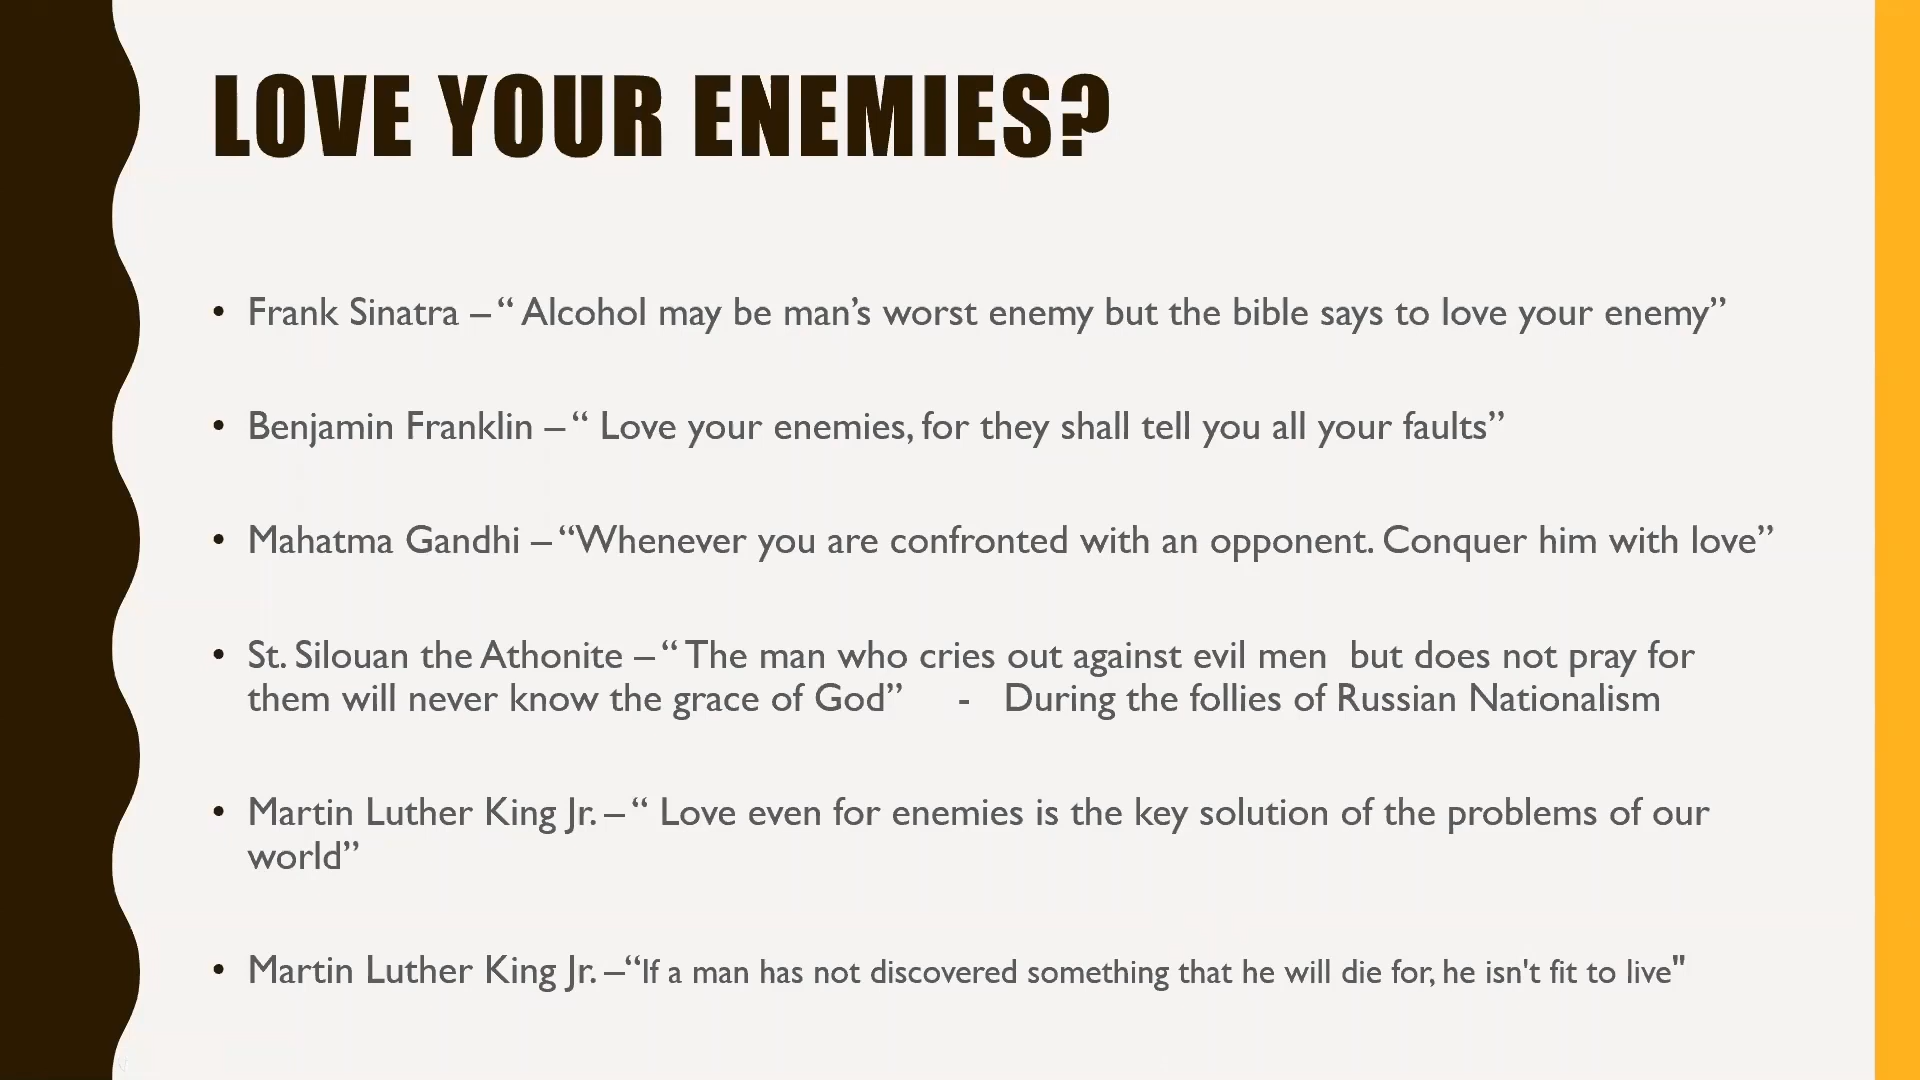 LOVE YOUR ENEMIES?
• Frank Sinatra – “ Alcohol may be man’s worst enemy but the bible says to love your enemy”
• Benjamin Franklin – “ Love your enemies, for they shall tell you all your faults”
• Mahatma Gandhi – “Whenever you are confronted with an opponent. Conquer him with love”
• St. Silouan the Athonite – “ The man who cries out against evil men  but does not pray for
them will never know the grace of God”    -   During the follies of Russian Nationalism
• Martin Luther King Jr. – “ Love even for enemies is the key solution of the problems of our
world”
• Martin Luther King Jr. –“If a man has not discovered something that he will die for, he isn't fit to live"